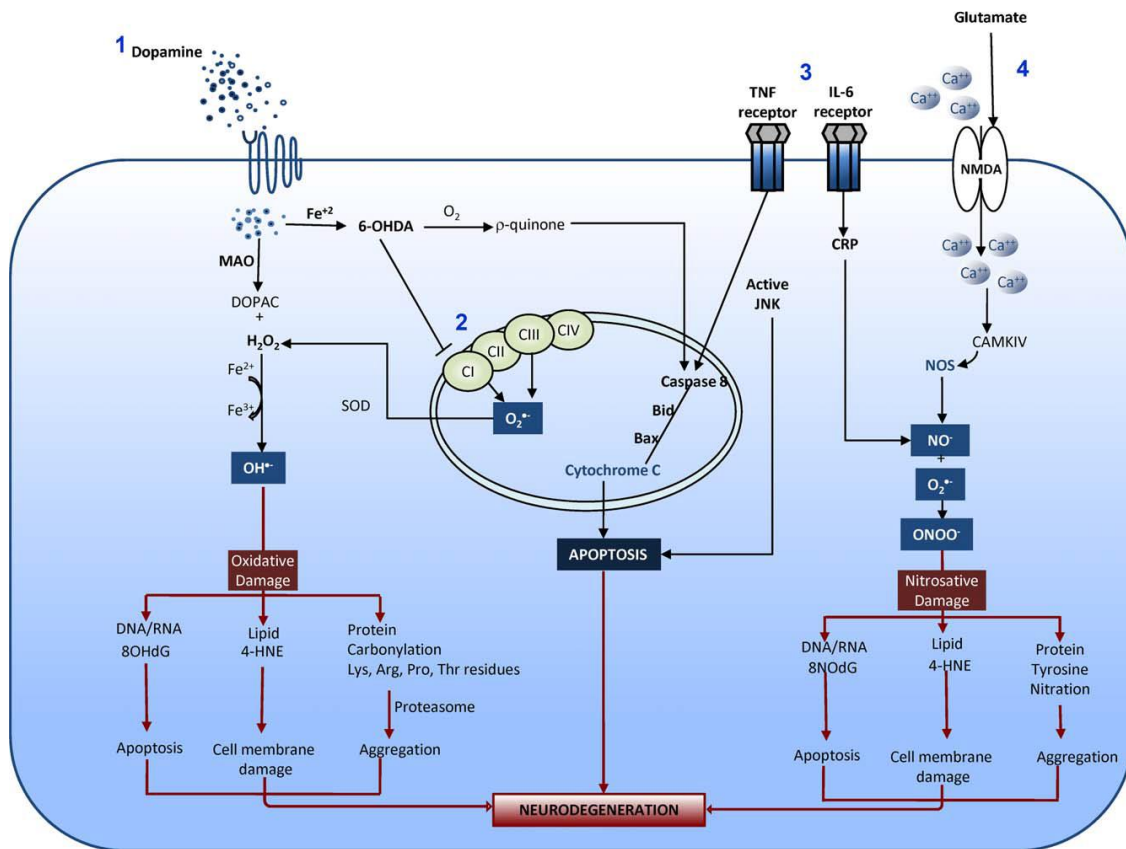 Glutamate
1 Dopamine
3
4
TNF
receptor
IL-6
receptor
Ca⁺⁺
Ca⁺⁺
Ca⁺⁺
NMDA
Fe⁺²
6-OHDA
O₂
ρ-quinone
CRP
Ca⁺⁺
Ca⁺⁺
Ca⁺⁺
Ca⁺⁺
MAO
DOPAC
+
H₂O₂
Active
JNK
2
CI
CII
CIII
CIV
CAMKIV
NOS
Fe²⁺
Fe³⁺
SOD
O₂•-
Caspase 8
Bid
Bax
Cytochrome C
NO-
+
O₂•-
ONOO-
OH•-
APOPTOSIS
Oxidative
Damage
Nitrosative
Damage
DNA/RNA
8OHdG
Lipid
4-HNE
Protein
Carbonylation
Lys, Arg, Pro, Thr residues
Proteasome
Apoptosis
Cell membrane
damage
Aggregation
DNA/RNA
8NOdG
Lipid
4-HNE
Protein
Tyrosine
Nitration
Apoptosis
Cell membrane
damage
Aggregation
NEURODEGENERATION